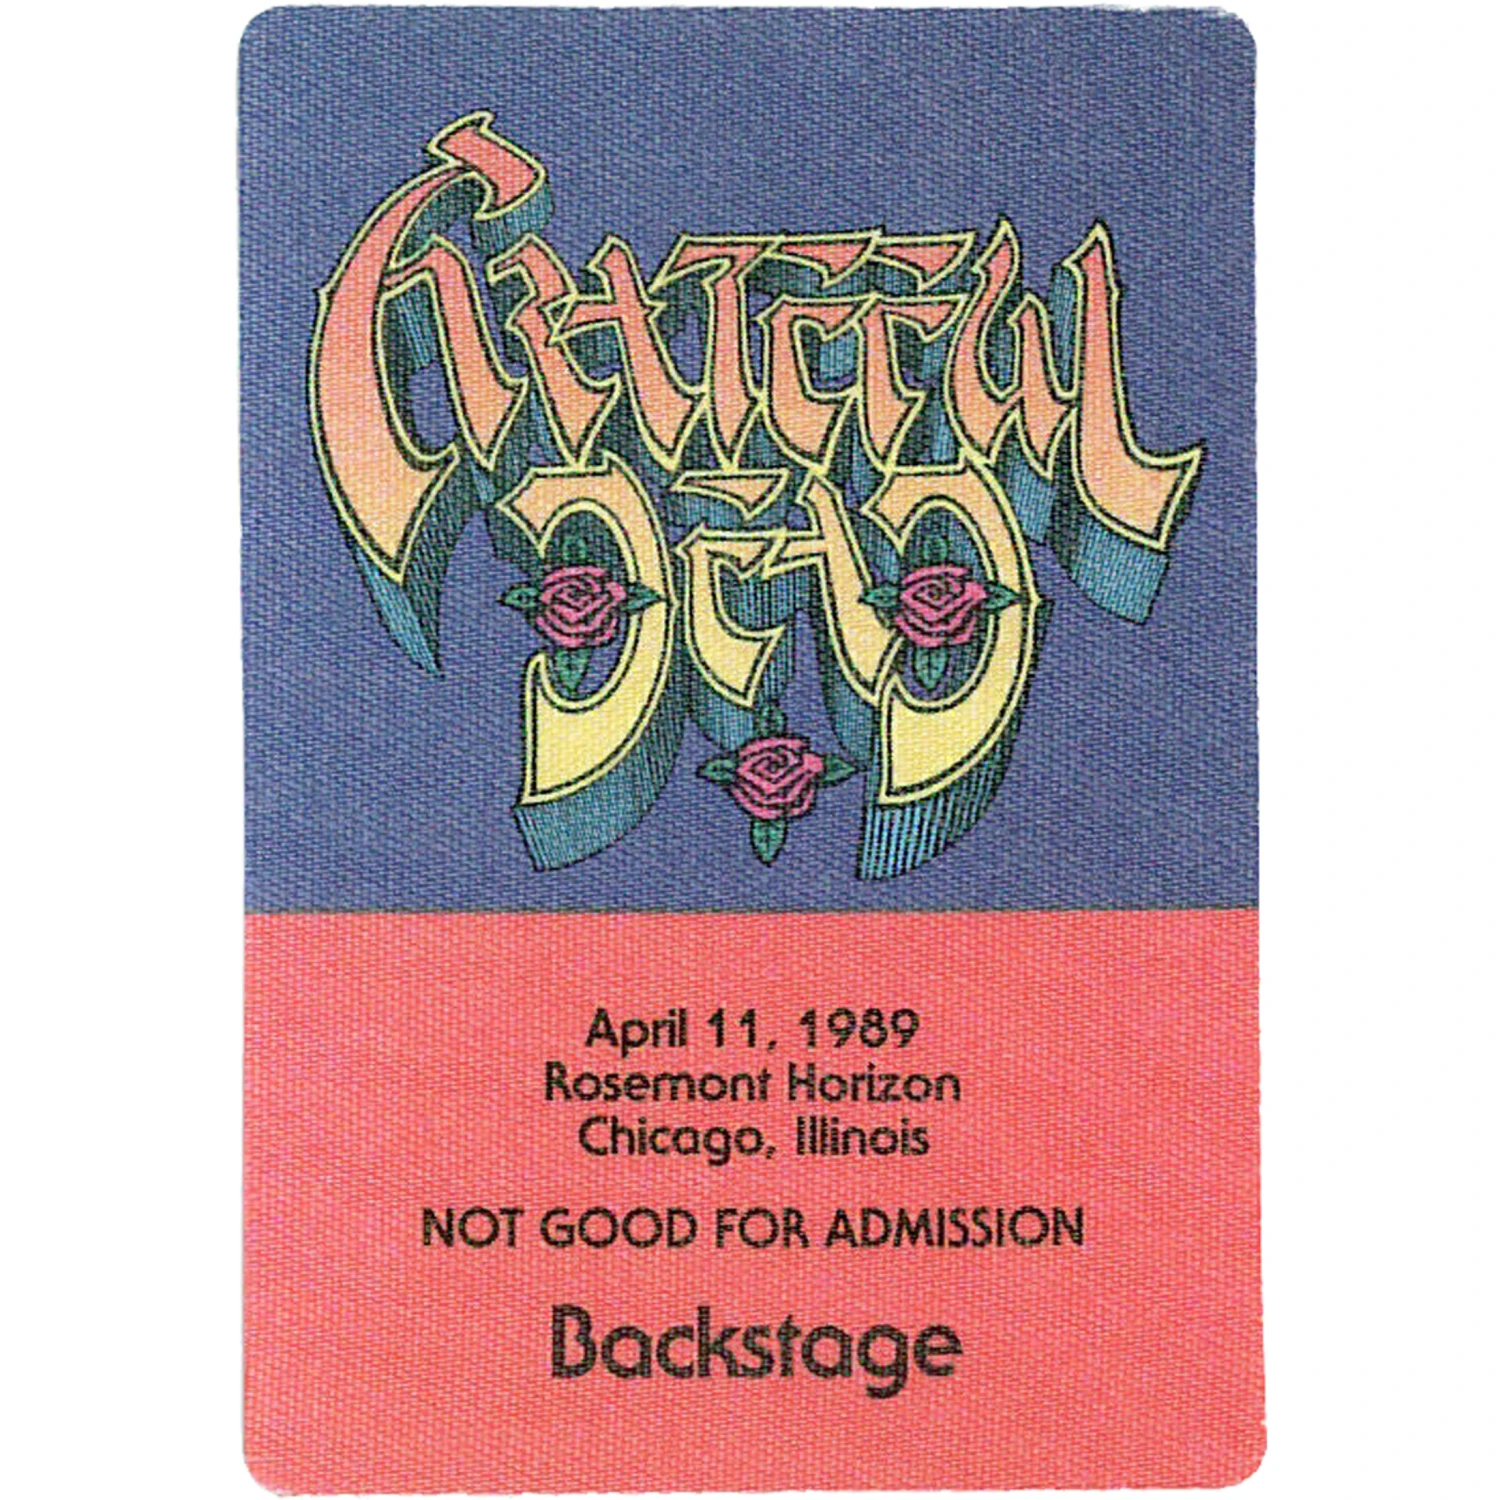 Grateful
Dead
April 11, 1989
Rosemont Horizon
Chicago, Illinois
NOT GOOD FOR ADMISSION
Backstage